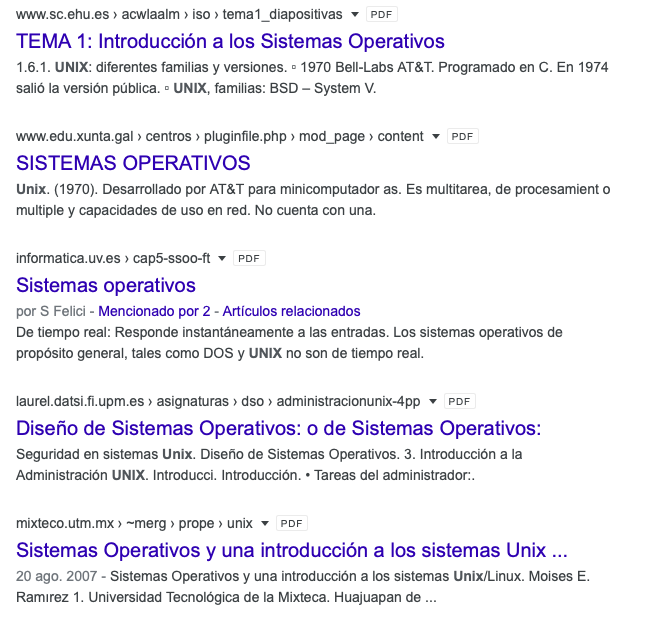 www.sc.ehu.es › acwlaalm › iso › tema1_diapositivas ▼ PDF
TEMA 1: Introducción a los Sistemas Operativos
1.6.1. UNIX: diferentes familias y versiones. ▫ 1970 Bell-Labs AT&T. Programado en C. En 1974
salió la versión pública. ▫ UNIX, familias: BSD – System V.
www.edu.xunta.gal › centros › pluginfile.php › mod_page › content ▼ PDF
SISTEMAS OPERATIVOS
Unix. (1970). Desarrollado por AT&T para minicomputador as. Es multitarea, de procesamient o
multiple y capacidades de uso en red. No cuenta con una.
informatica.uv.es › cap5-ssoo-ft ▼ PDF
Sistemas operativos
por S Felici - Mencionado por 2 - Artículos relacionados
De tiempo real: Responde instantáneamente a las entradas. Los sistemas operativos de
propósito general, tales como DOS y UNIX no son de tiempo real.
laurel.datsi.fi.upm.es › asignaturas › dso › administracionunix-4pp ▼ PDF
Diseño de Sistemas Operativos: o de Sistemas Operativos:
Seguridad en sistemas Unix. Diseño de Sistemas Operativos. 3. Introducción a la
Administración UNIX. Introducci. Introducción. • Tareas del administrador:.
mixteco.utm.mx › ~merg › prope › unix ▼ PDF
Sistemas Operativos y una introducción a los sistemas Unix ...
20 ago. 2007 - Sistemas Operativos y una introducción a los sistemas Unix/Linux. Moises E.
Ramırez 1. Universidad Tecnológica de la Mixteca. Huajuapan de ...